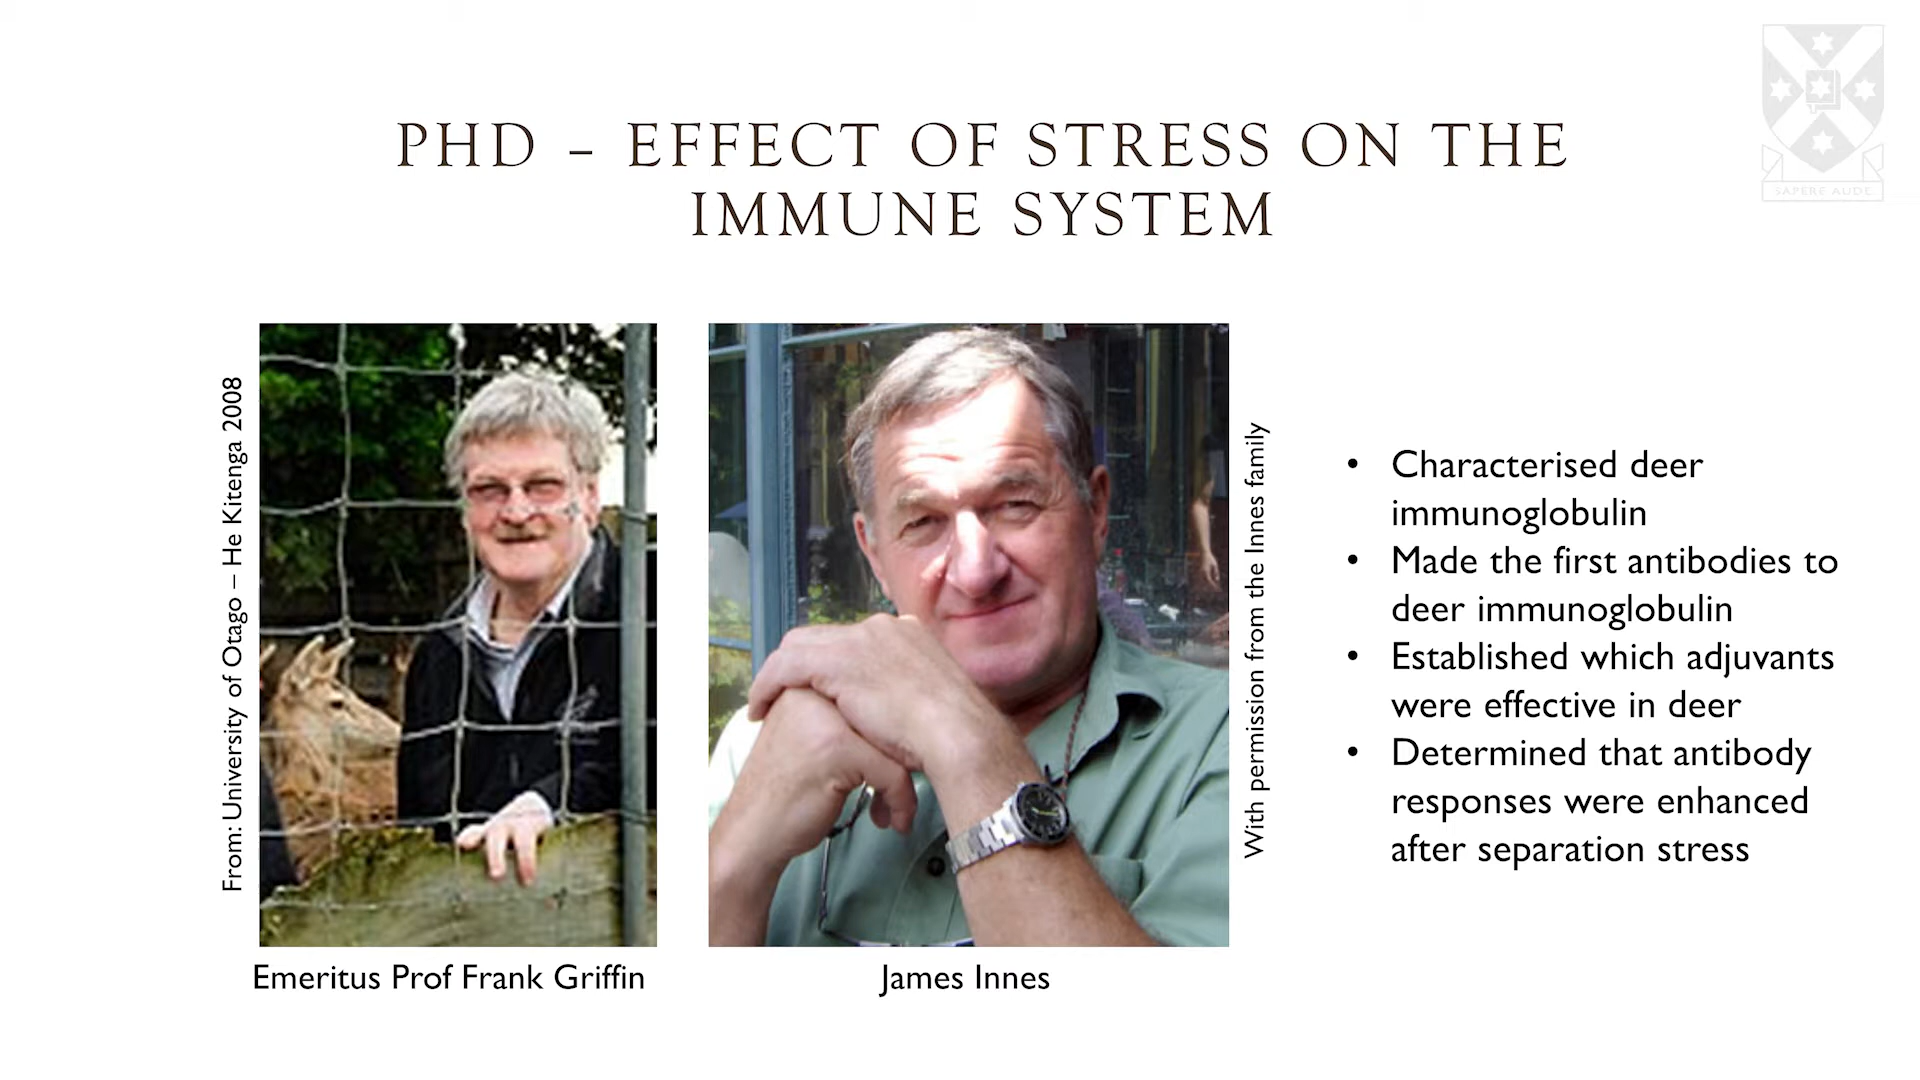 SAPERE AUDE
PHD – EFFECT OF STRESS ON THE
IMMUNE SYSTEM
From: University of Otago – He Kitenga 2008
With permission from the Innes family
• Characterised deer
immunoglobulin
• Made the first antibodies to
deer immunoglobulin
• Established which adjuvants
were effective in deer
• Determined that antibody
responses were enhanced
after separation stress
Emeritus Prof Frank Griffin
James Innes